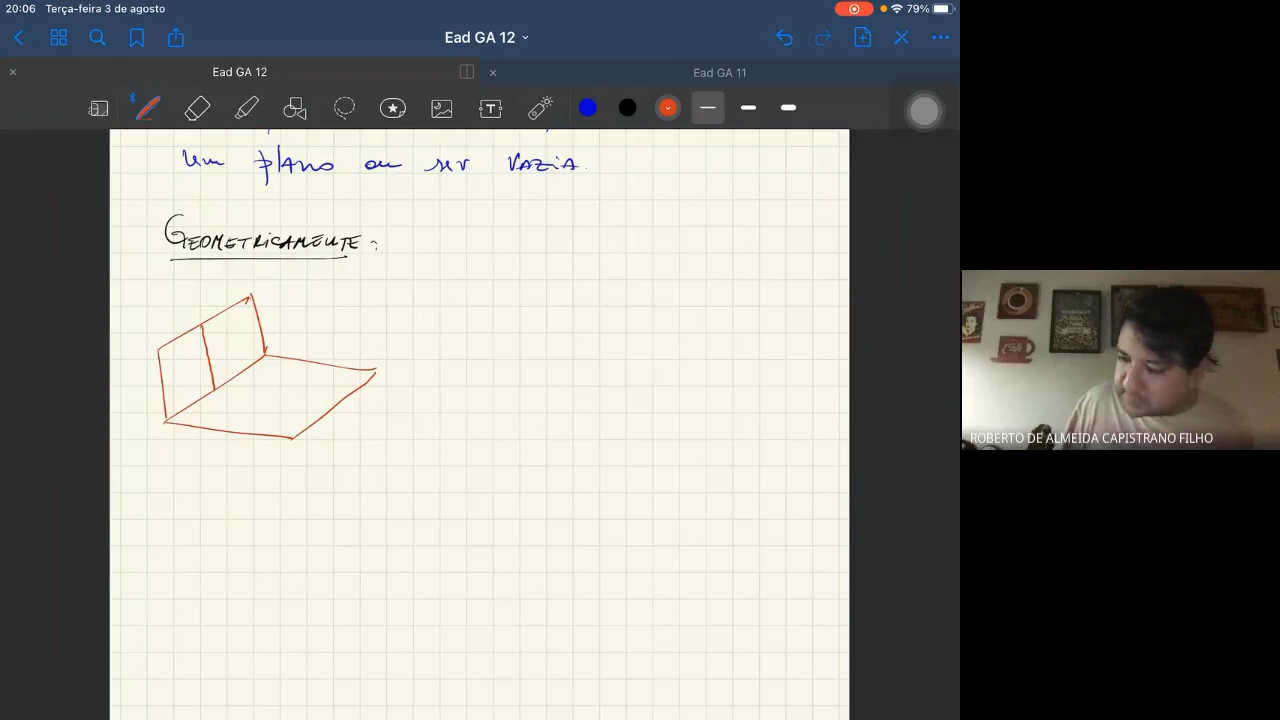 20:06 Terça-feira 3 de agosto
79%
Ead GA 12
Ead GA 12
Ead GA 11
um plano ou ser vazia.
GEOMETRICAMENTE:
Café
ROBERTO DE ALMEIDA CAPISTRANO FILHO